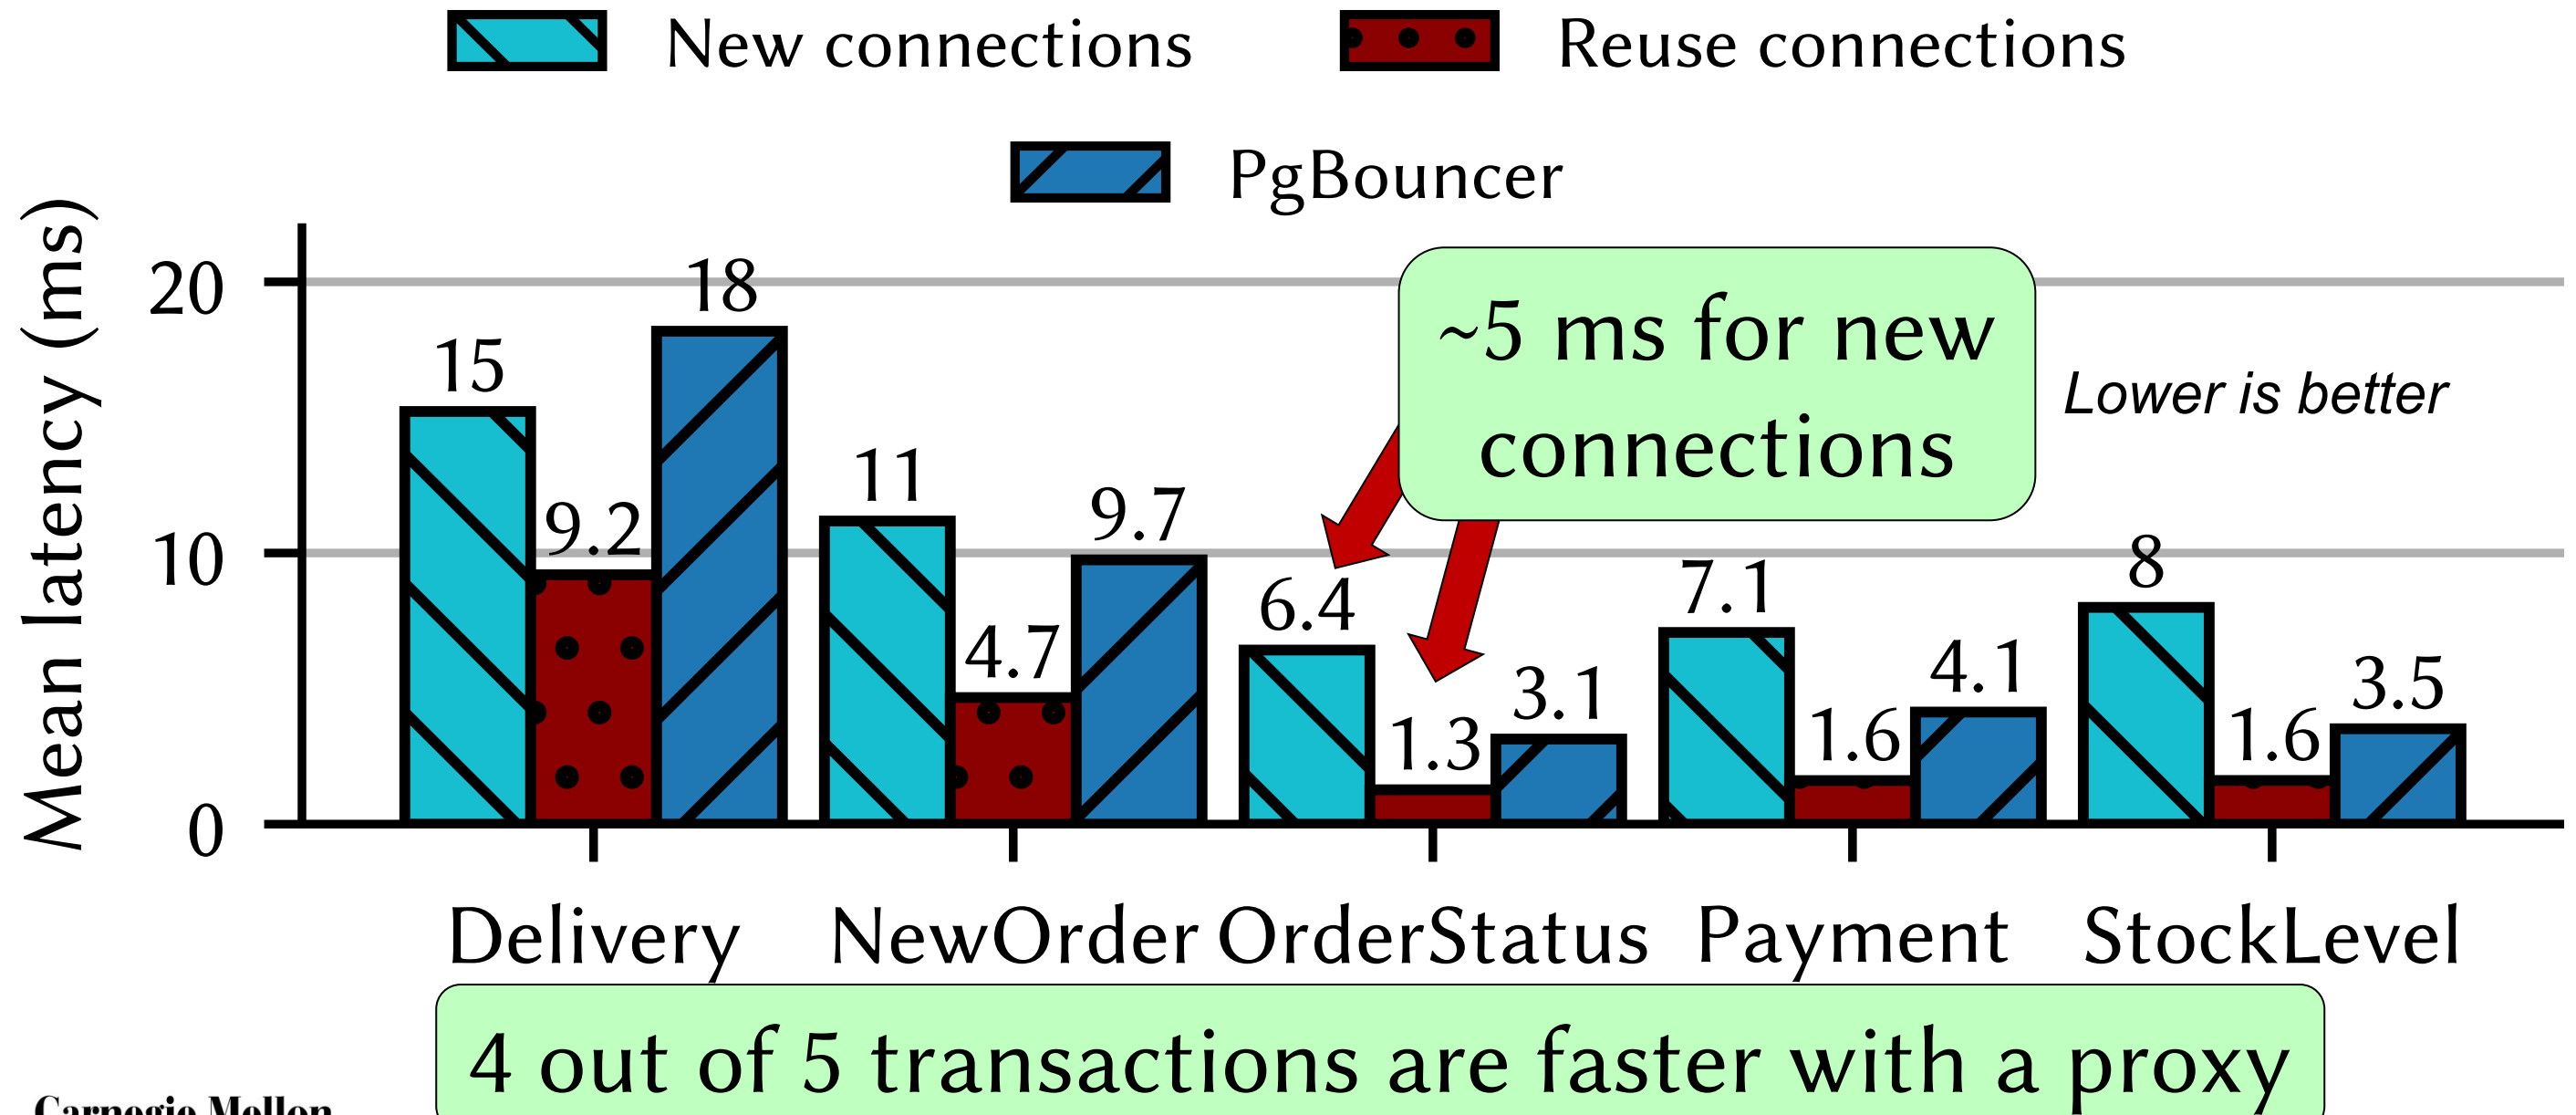 New connections
Reuse connections
PgBouncer
Mean latency (ms)
20
10
0
15
9.2
18
11
4.7
9.7
6.4
1.3
3.1
7.1
1.6
4.1
8
1.6
3.5
~5 ms for new
connections
Lower is better
Delivery
NewOrder
OrderStatus
Payment
StockLevel
4 out of 5 transactions are faster with a proxy
Carnegie Mellon